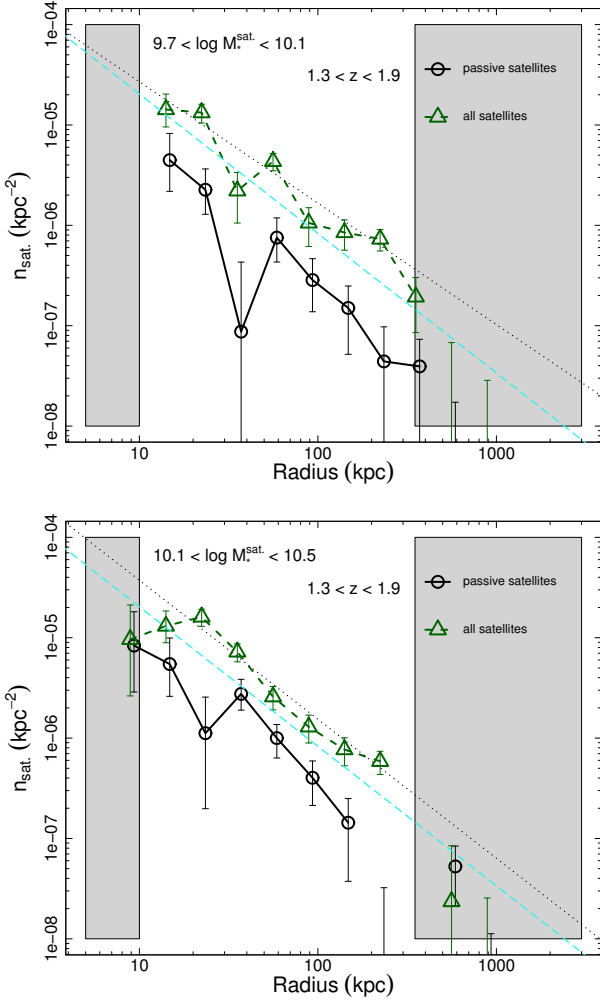 9.7 < log M*^sat. < 10.1
1.3 < z < 1.9
passive satellites
all satellites
1e−04
1e−05
1e−06
1e−07
1e−08
n_sat. (kpc^−2)
10
100
1000
Radius (kpc)
10.1 < log M*^sat. < 10.5
1.3 < z < 1.9
passive satellites
all satellites
1e−04
1e−05
1e−06
1e−07
1e−08
n_sat. (kpc^−2)
10
100
1000
Radius (kpc)